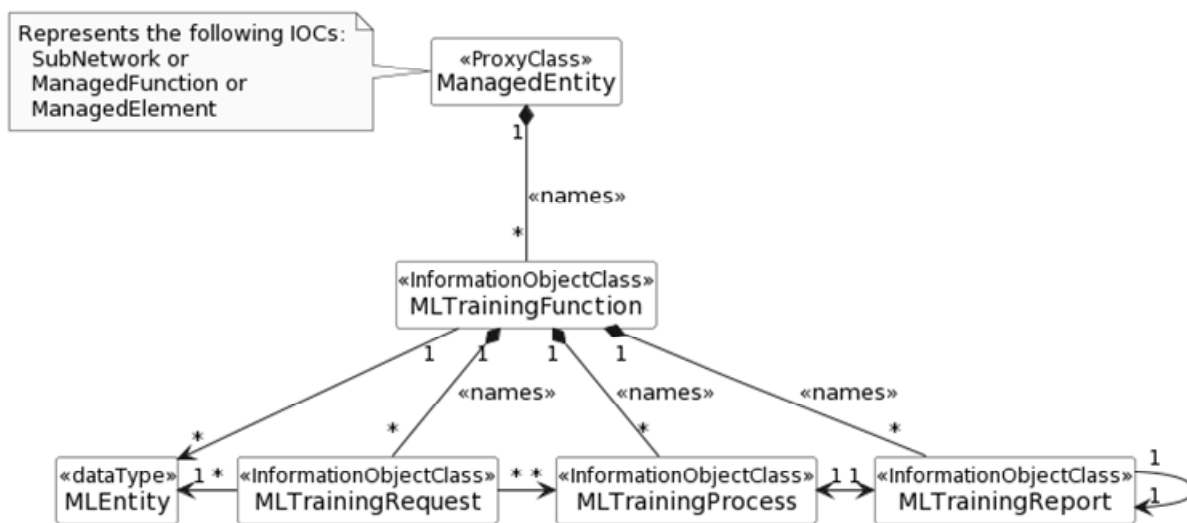 Represents the following IOCs:
SubNetwork or
ManagedFunction or
ManagedElement
«ProxyClass»
ManagedEntity
1
«names»
*
«InformationObjectClass»
MLTrainingFunction
1 1 1 1
«names» «names» «names»
* * * *
«dataType»
MLEntity
1 *
«InformationObjectClass»
MLTrainingRequest
* *
«InformationObjectClass»
MLTrainingProcess
1 1
«InformationObjectClass»
MLTrainingReport
1
1